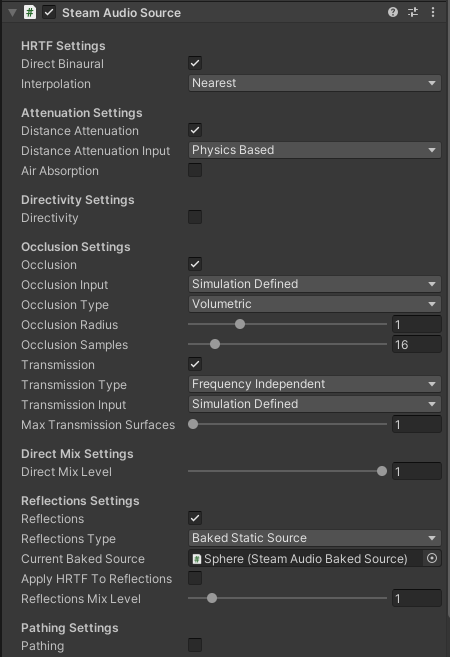 Steam Audio Source
HRTF Settings
Direct Binaural
Interpolation Nearest
Attenuation Settings
Distance Attenuation
Distance Attenuation Input Physics Based
Air Absorption
Directivity Settings
Directivity
Occlusion Settings
Occlusion
Occlusion Input Simulation Defined
Occlusion Type Volumetric
Occlusion Radius 1
Occlusion Samples 16
Transmission
Transmission Type Frequency Independent
Transmission Input Simulation Defined
Max Transmission Surfaces 1
Direct Mix Settings
Direct Mix Level 1
Reflections Settings
Reflections
Reflections Type Baked Static Source
Current Baked Source Sphere (Steam Audio Baked Source)
Apply HRTF To Reflections
Reflections Mix Level 1
Pathing Settings
Pathing